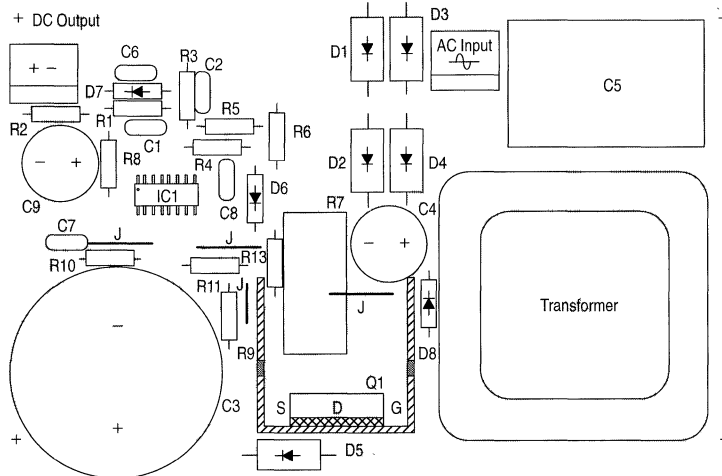 + DC Output
D1
D3
AC Input
C5
C6
R3
C2
+ −
D7
R1
R2
C1
R5
R6
R4
R8
− +
C9
IC1
C8
D6
D2
D4
R7
C4
− +
C7
J
J
R10
R13
R11
J
J
R9
D8
Transformer
−
+
+
C3
Q1
S D G
D5